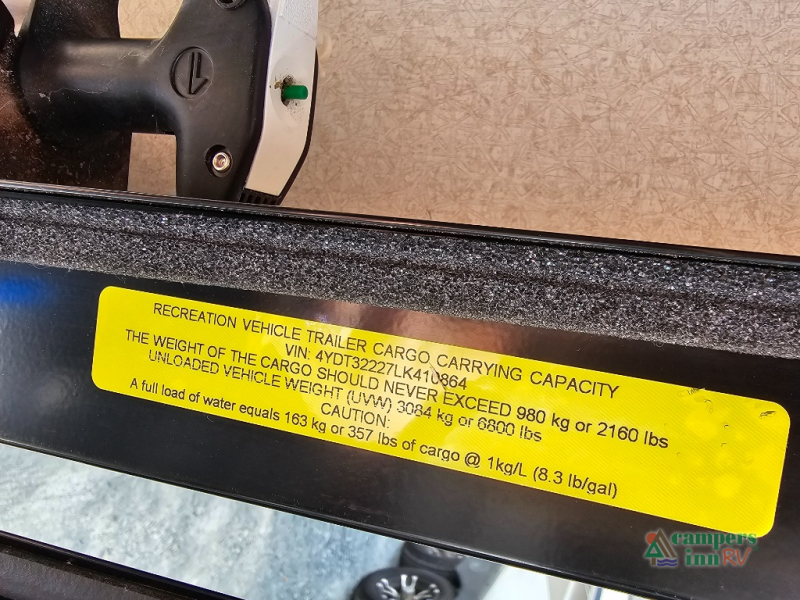 RECREATION VEHICLE TRAILER CARGO CARRYING CAPACITY
VIN: 4YDT32227LK410864
THE WEIGHT OF THE CARGO SHOULD NEVER EXCEED 980 kg or 2160 lbs
UNLOADED VEHICLE WEIGHT (UVW) 3084 kg or 6800 lbs
CAUTION:
A full load of water equals 163 kg or 357 lbs of cargo @ 1kg/L (8.3 lb/gal)
campers
inn RV